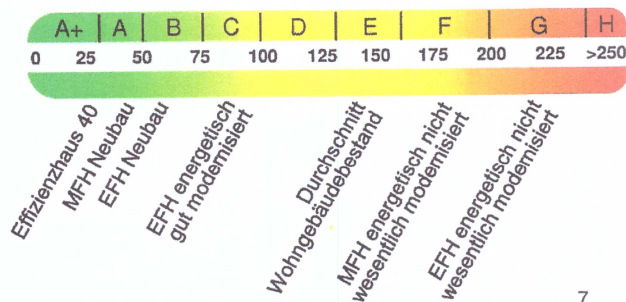 A+ A B C D E F G H
0 25 50 75 100 125 150 175 200 225 >250
Effizienzhaus 40
MFH Neubau
EFH Neubau
EFH energetisch
gut modernisiert
Durchschnitt
Wohngebäudebestand
MFH energetisch nicht
wesentlich modernisiert
EFH energetisch nicht
wesentlich modernisiert
7